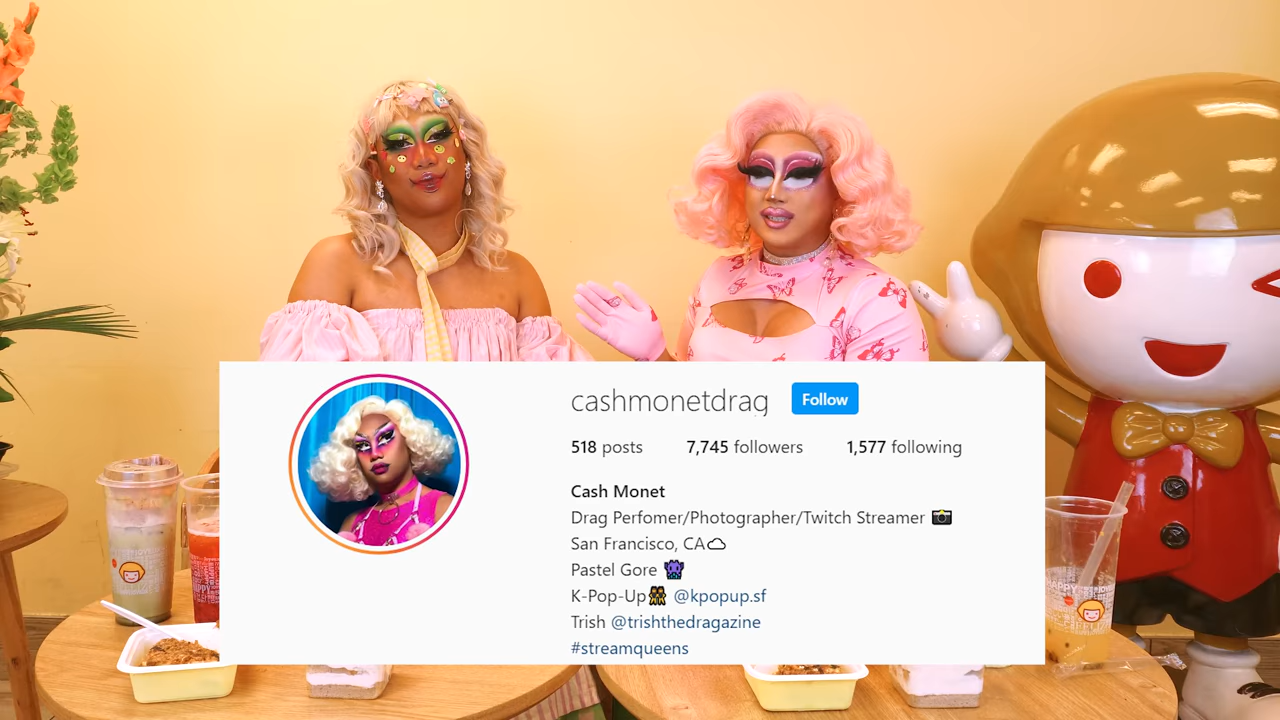 cashmonetdrag Follow
518 posts 7,745 followers 1,577 following
Cash Monet
Drag Perfomer/Photographer/Twitch Streamer
San Francisco, CA
Pastel Gore
K-Pop-Up @kpopup.sf
Trish @trishthedragazine
#streamqueens
HAPPY